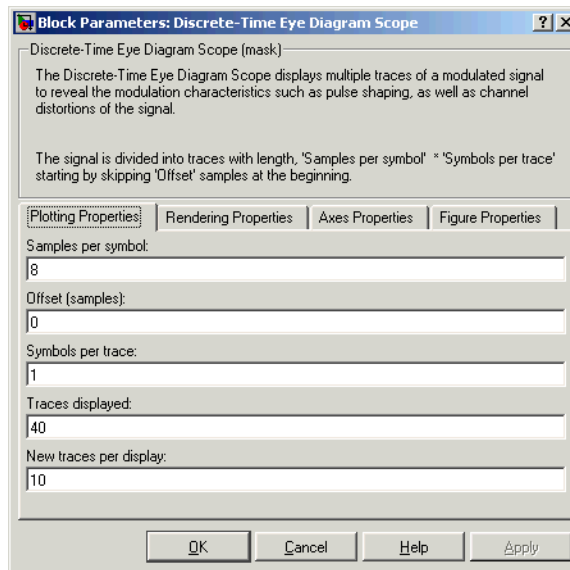 Block Parameters: Discrete-Time Eye Diagram Scope
Discrete-Time Eye Diagram Scope (mask)
The Discrete-Time Eye Diagram Scope displays multiple traces of a modulated signal
to reveal the modulation characteristics such as pulse shaping, as well as channel
distortions of the signal.
The signal is divided into traces with length, 'Samples per symbol' * 'Symbols per trace'
starting by skipping 'Offset' samples at the beginning.
Plotting Properties Rendering Properties Axes Properties Figure Properties
Samples per symbol:
8
Offset (samples):
0
Symbols per trace:
1
Traces displayed:
40
New traces per display:
10
OK Cancel Help Apply